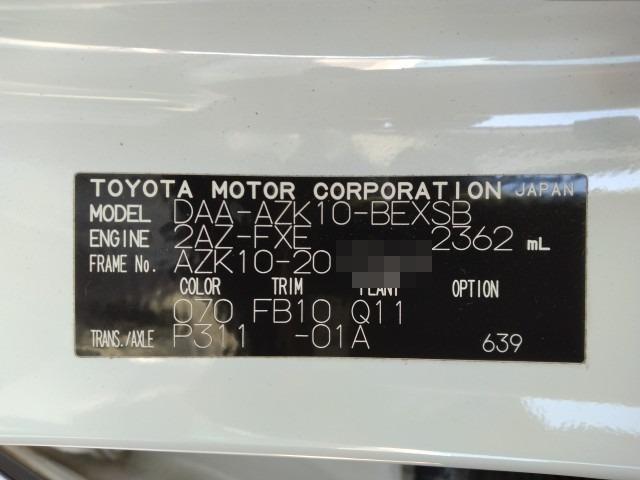 TOYOTA MOTOR CORPORATION JAPAN
MODEL DAA-AZK10-BEXSB
ENGINE 2AZ-FXE 2362 mL
FRAME No. AZK10-20
COLOR TRIM PLANT OPTION
070 FB10 Q11
TRANS./AXLE P311 -01A 639